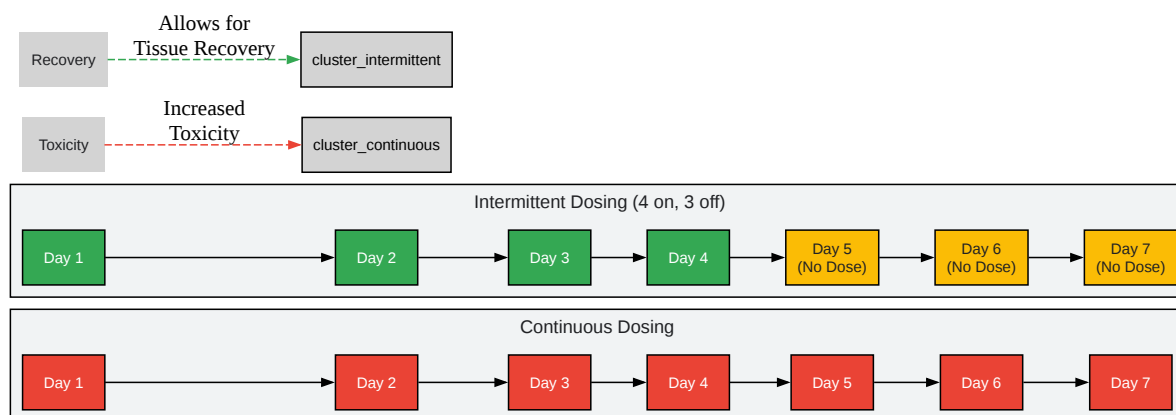 Allows for
Tissue Recovery
Recovery
cluster_intermittent
Increased
Toxicity
Toxicity
cluster_continuous
Intermittent Dosing (4 on, 3 off)
Day 1
Day 2
Day 3
Day 4
Day 5
(No Dose)
Day 6
(No Dose)
Day 7
(No Dose)
Continuous Dosing
Day 1
Day 2
Day 3
Day 4
Day 5
Day 6
Day 7